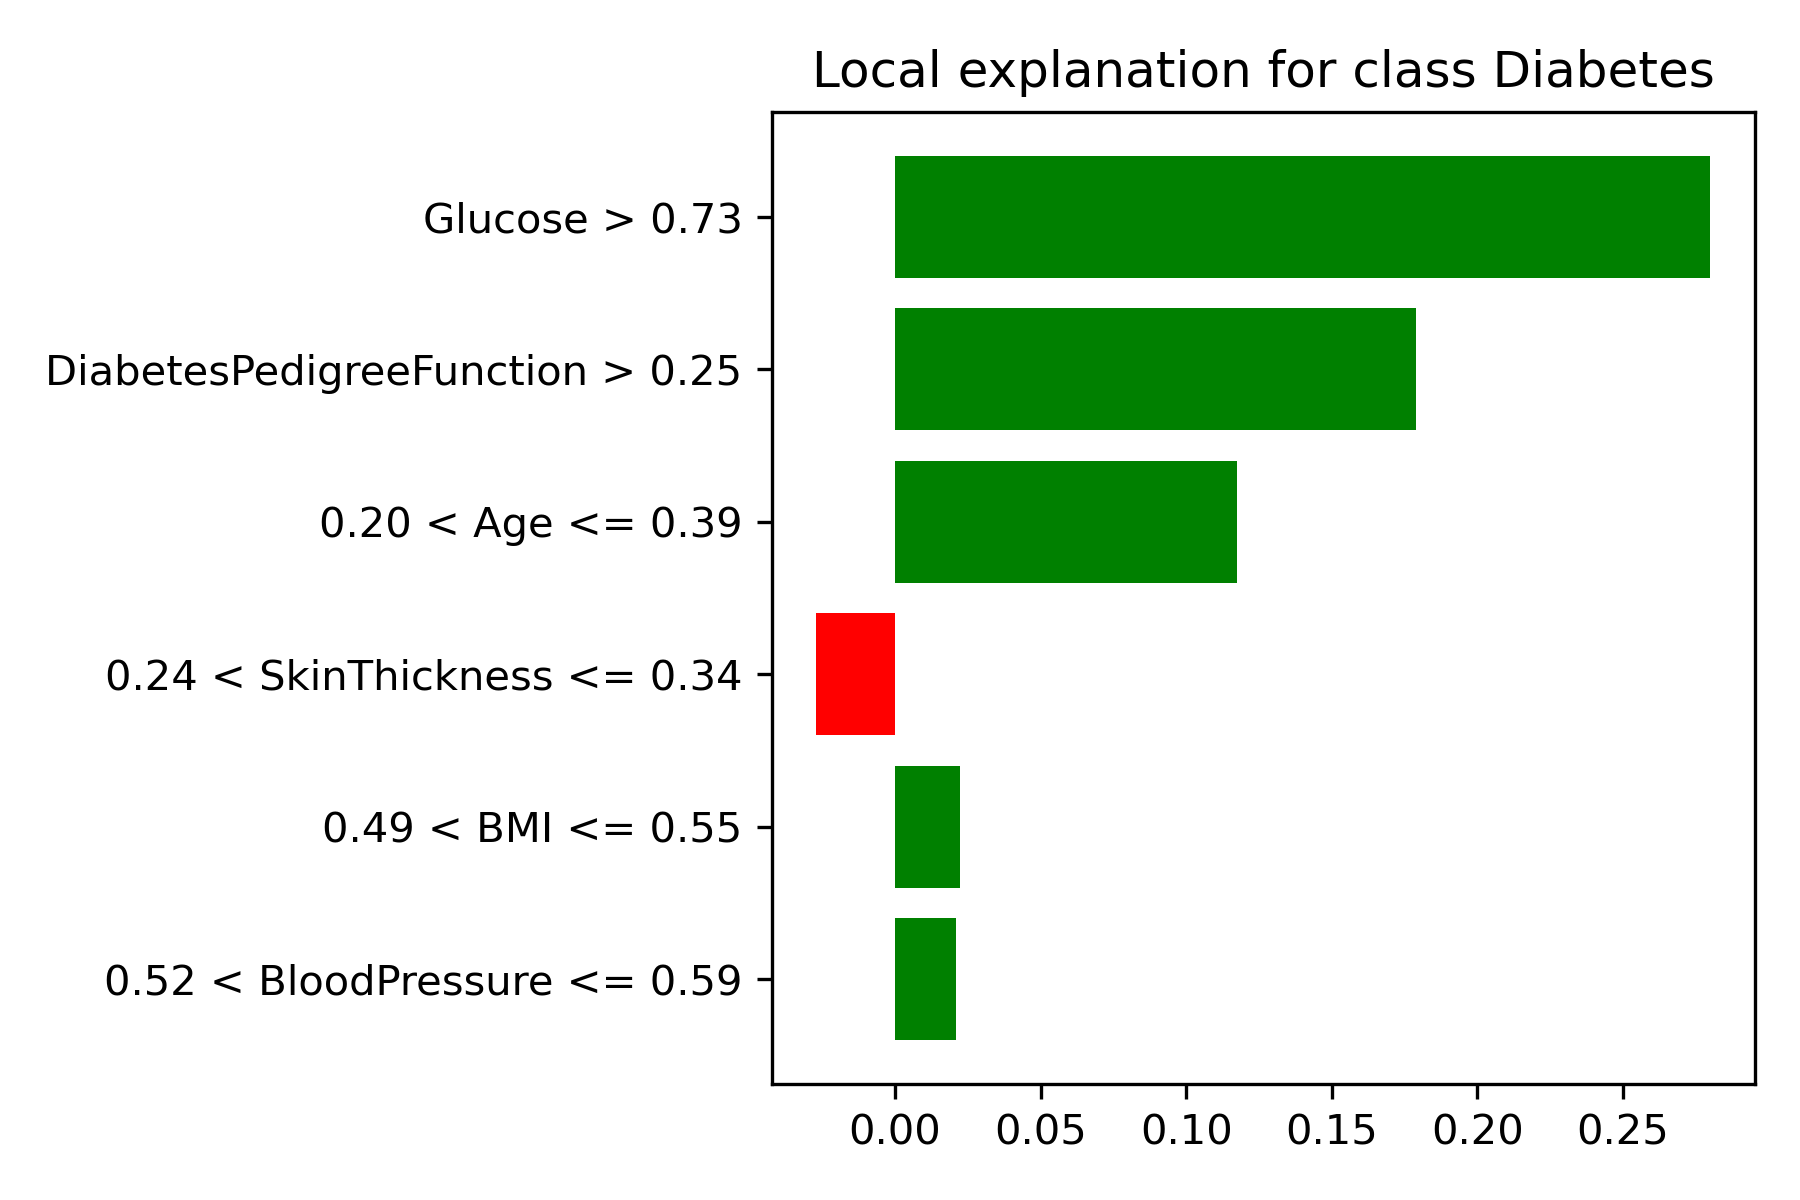 Local explanation for class Diabetes
Glucose > 0.73
DiabetesPedigreeFunction > 0.25
0.20 < Age <= 0.39
0.24 < SkinThickness <= 0.34
0.49 < BMI <= 0.55
0.52 < BloodPressure <= 0.59
0.00 0.05 0.10 0.15 0.20 0.25